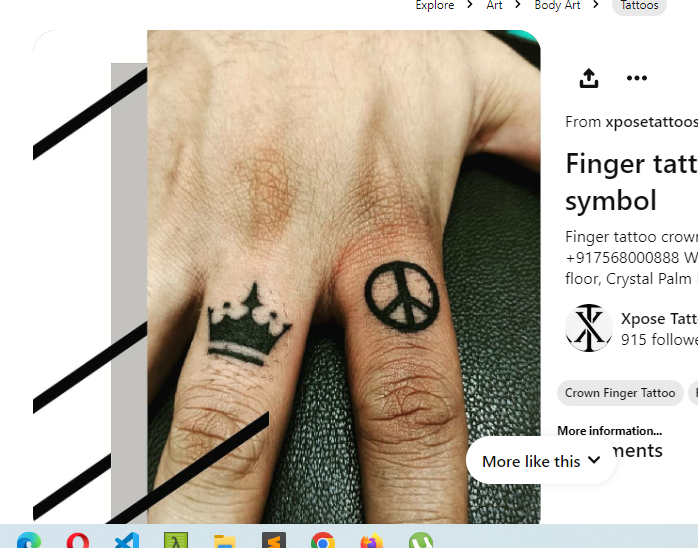 Explore > Art > Body Art > Tattoos
From xposetattoos
Finger tatt
symbol
Finger tattoo crown
+917568000888 W
floor, Crystal Palm
Xpose Tatt
915 followe
Crown Finger Tattoo
More information...
ments
More like this